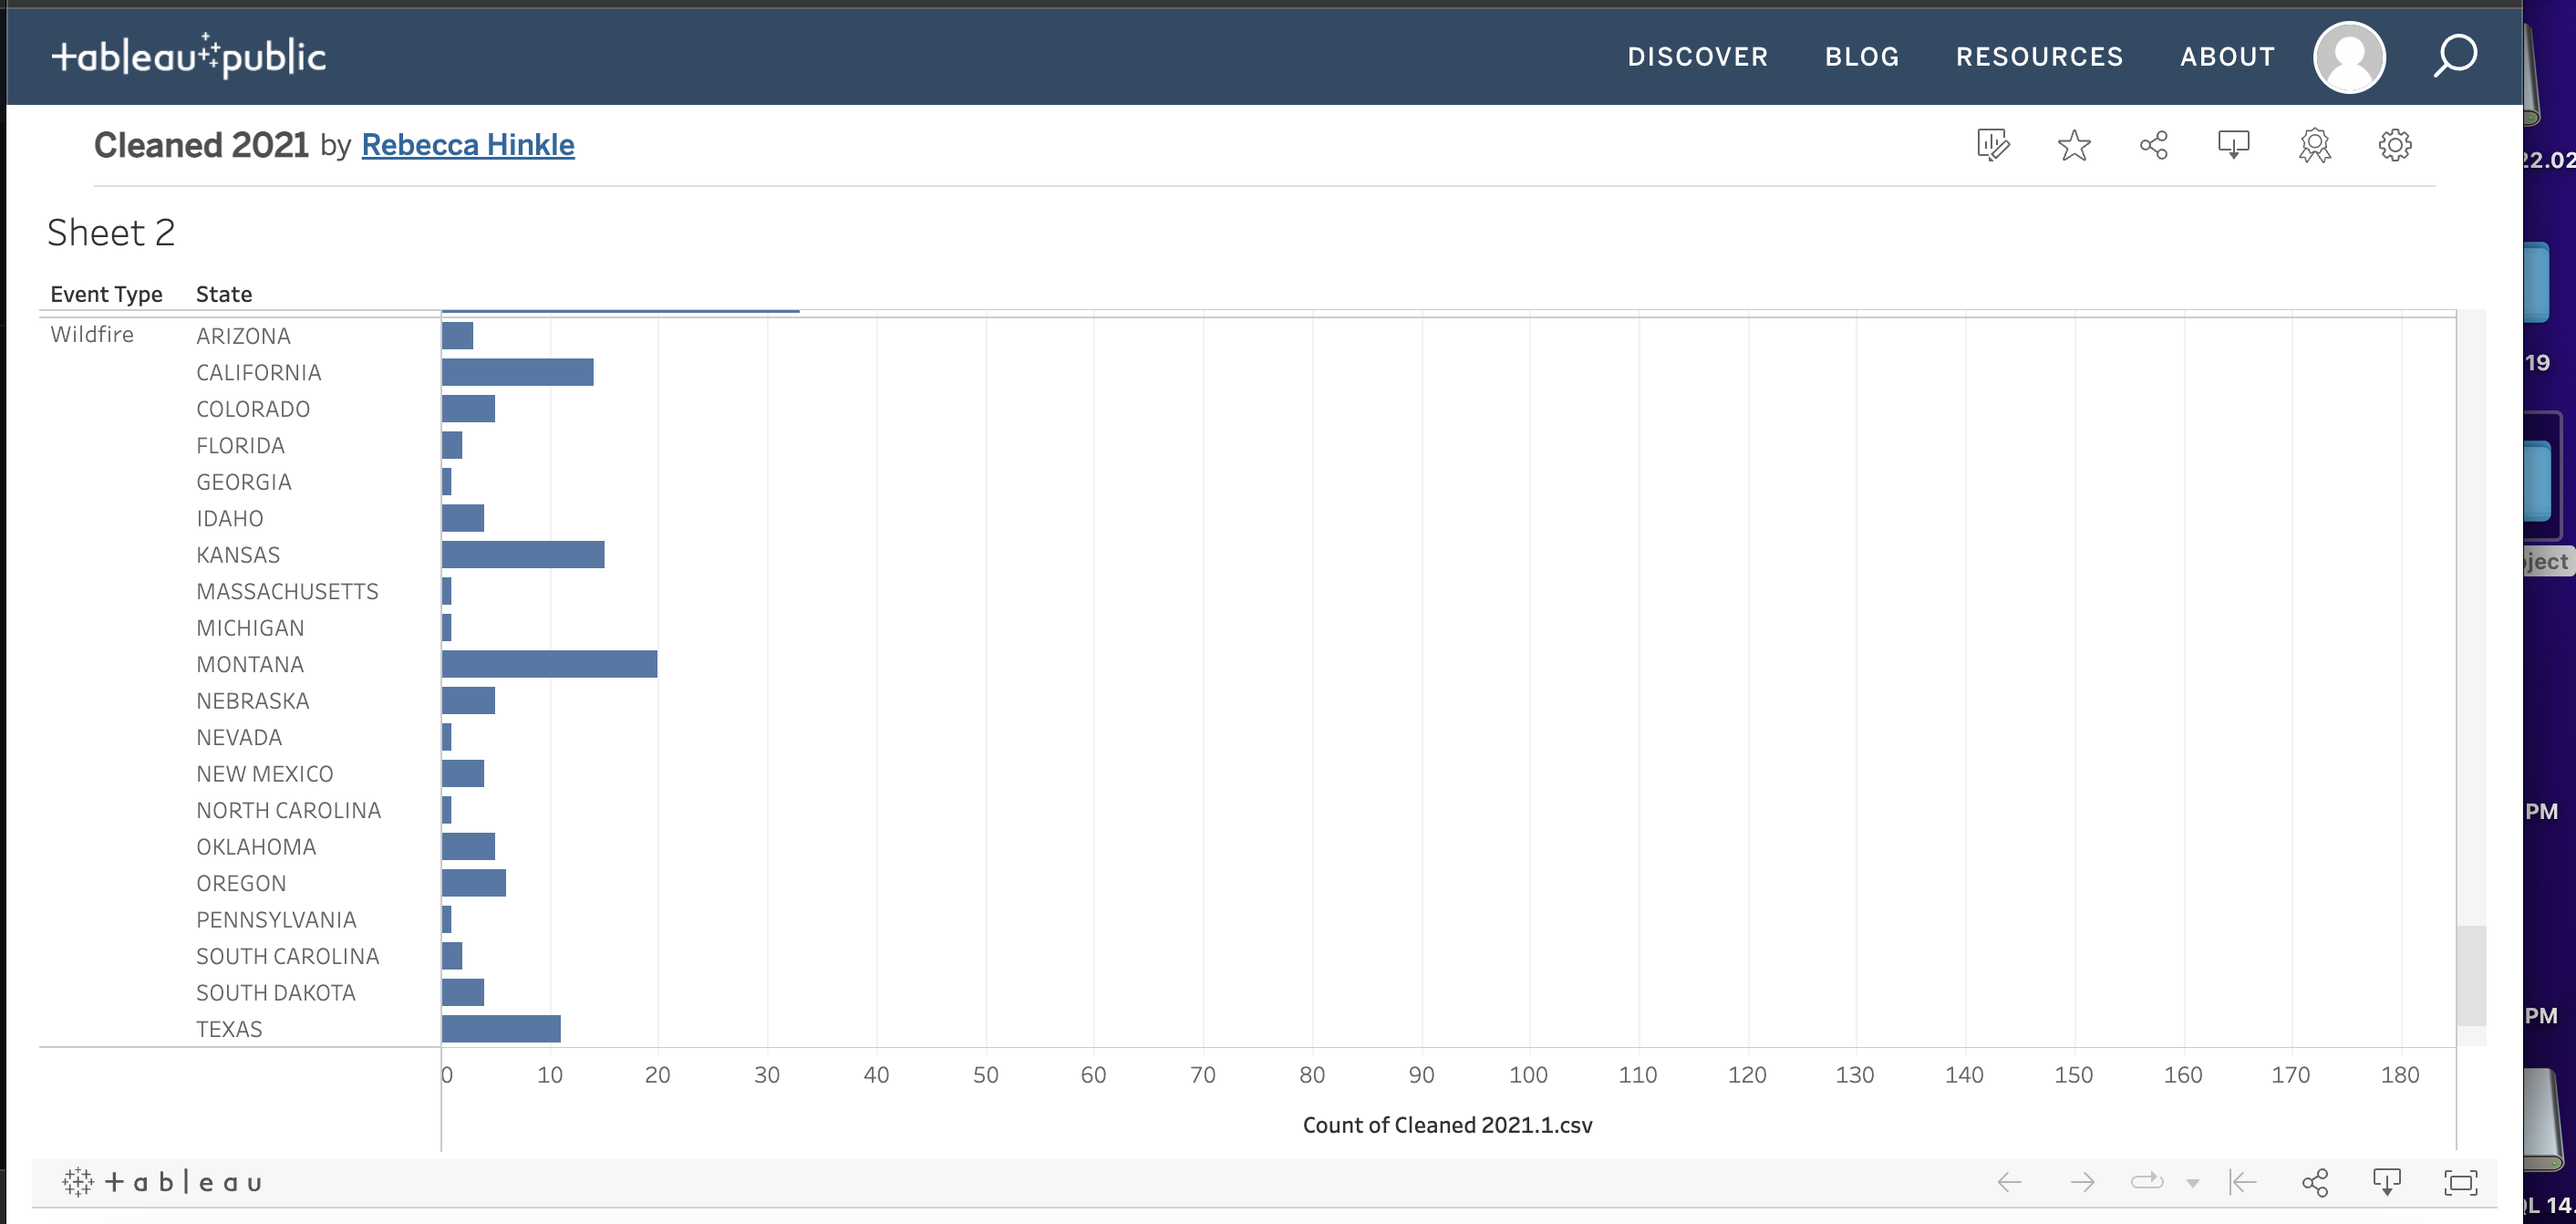 tableau public
DISCOVER BLOG RESOURCES ABOUT
Cleaned 2021 by Rebecca Hinkle
22.02
Sheet 2
Event Type State
Wildfire ARIZONA
CALIFORNIA
19
COLORADO
FLORIDA
GEORGIA
IDAHO
KANSAS
ject
MASSACHUSETTS
MICHIGAN
MONTANA
NEBRASKA
NEVADA
NEW MEXICO
NORTH CAROLINA
PM
OKLAHOMA
OREGON
PENNSYLVANIA
SOUTH CAROLINA
SOUTH DAKOTA
TEXAS
PM
0 10 20 30 40 50 60 70 80 90 100 110 120 130 140 150 160 170 180
Count of Cleaned 2021.1.csv
tableau
L 14